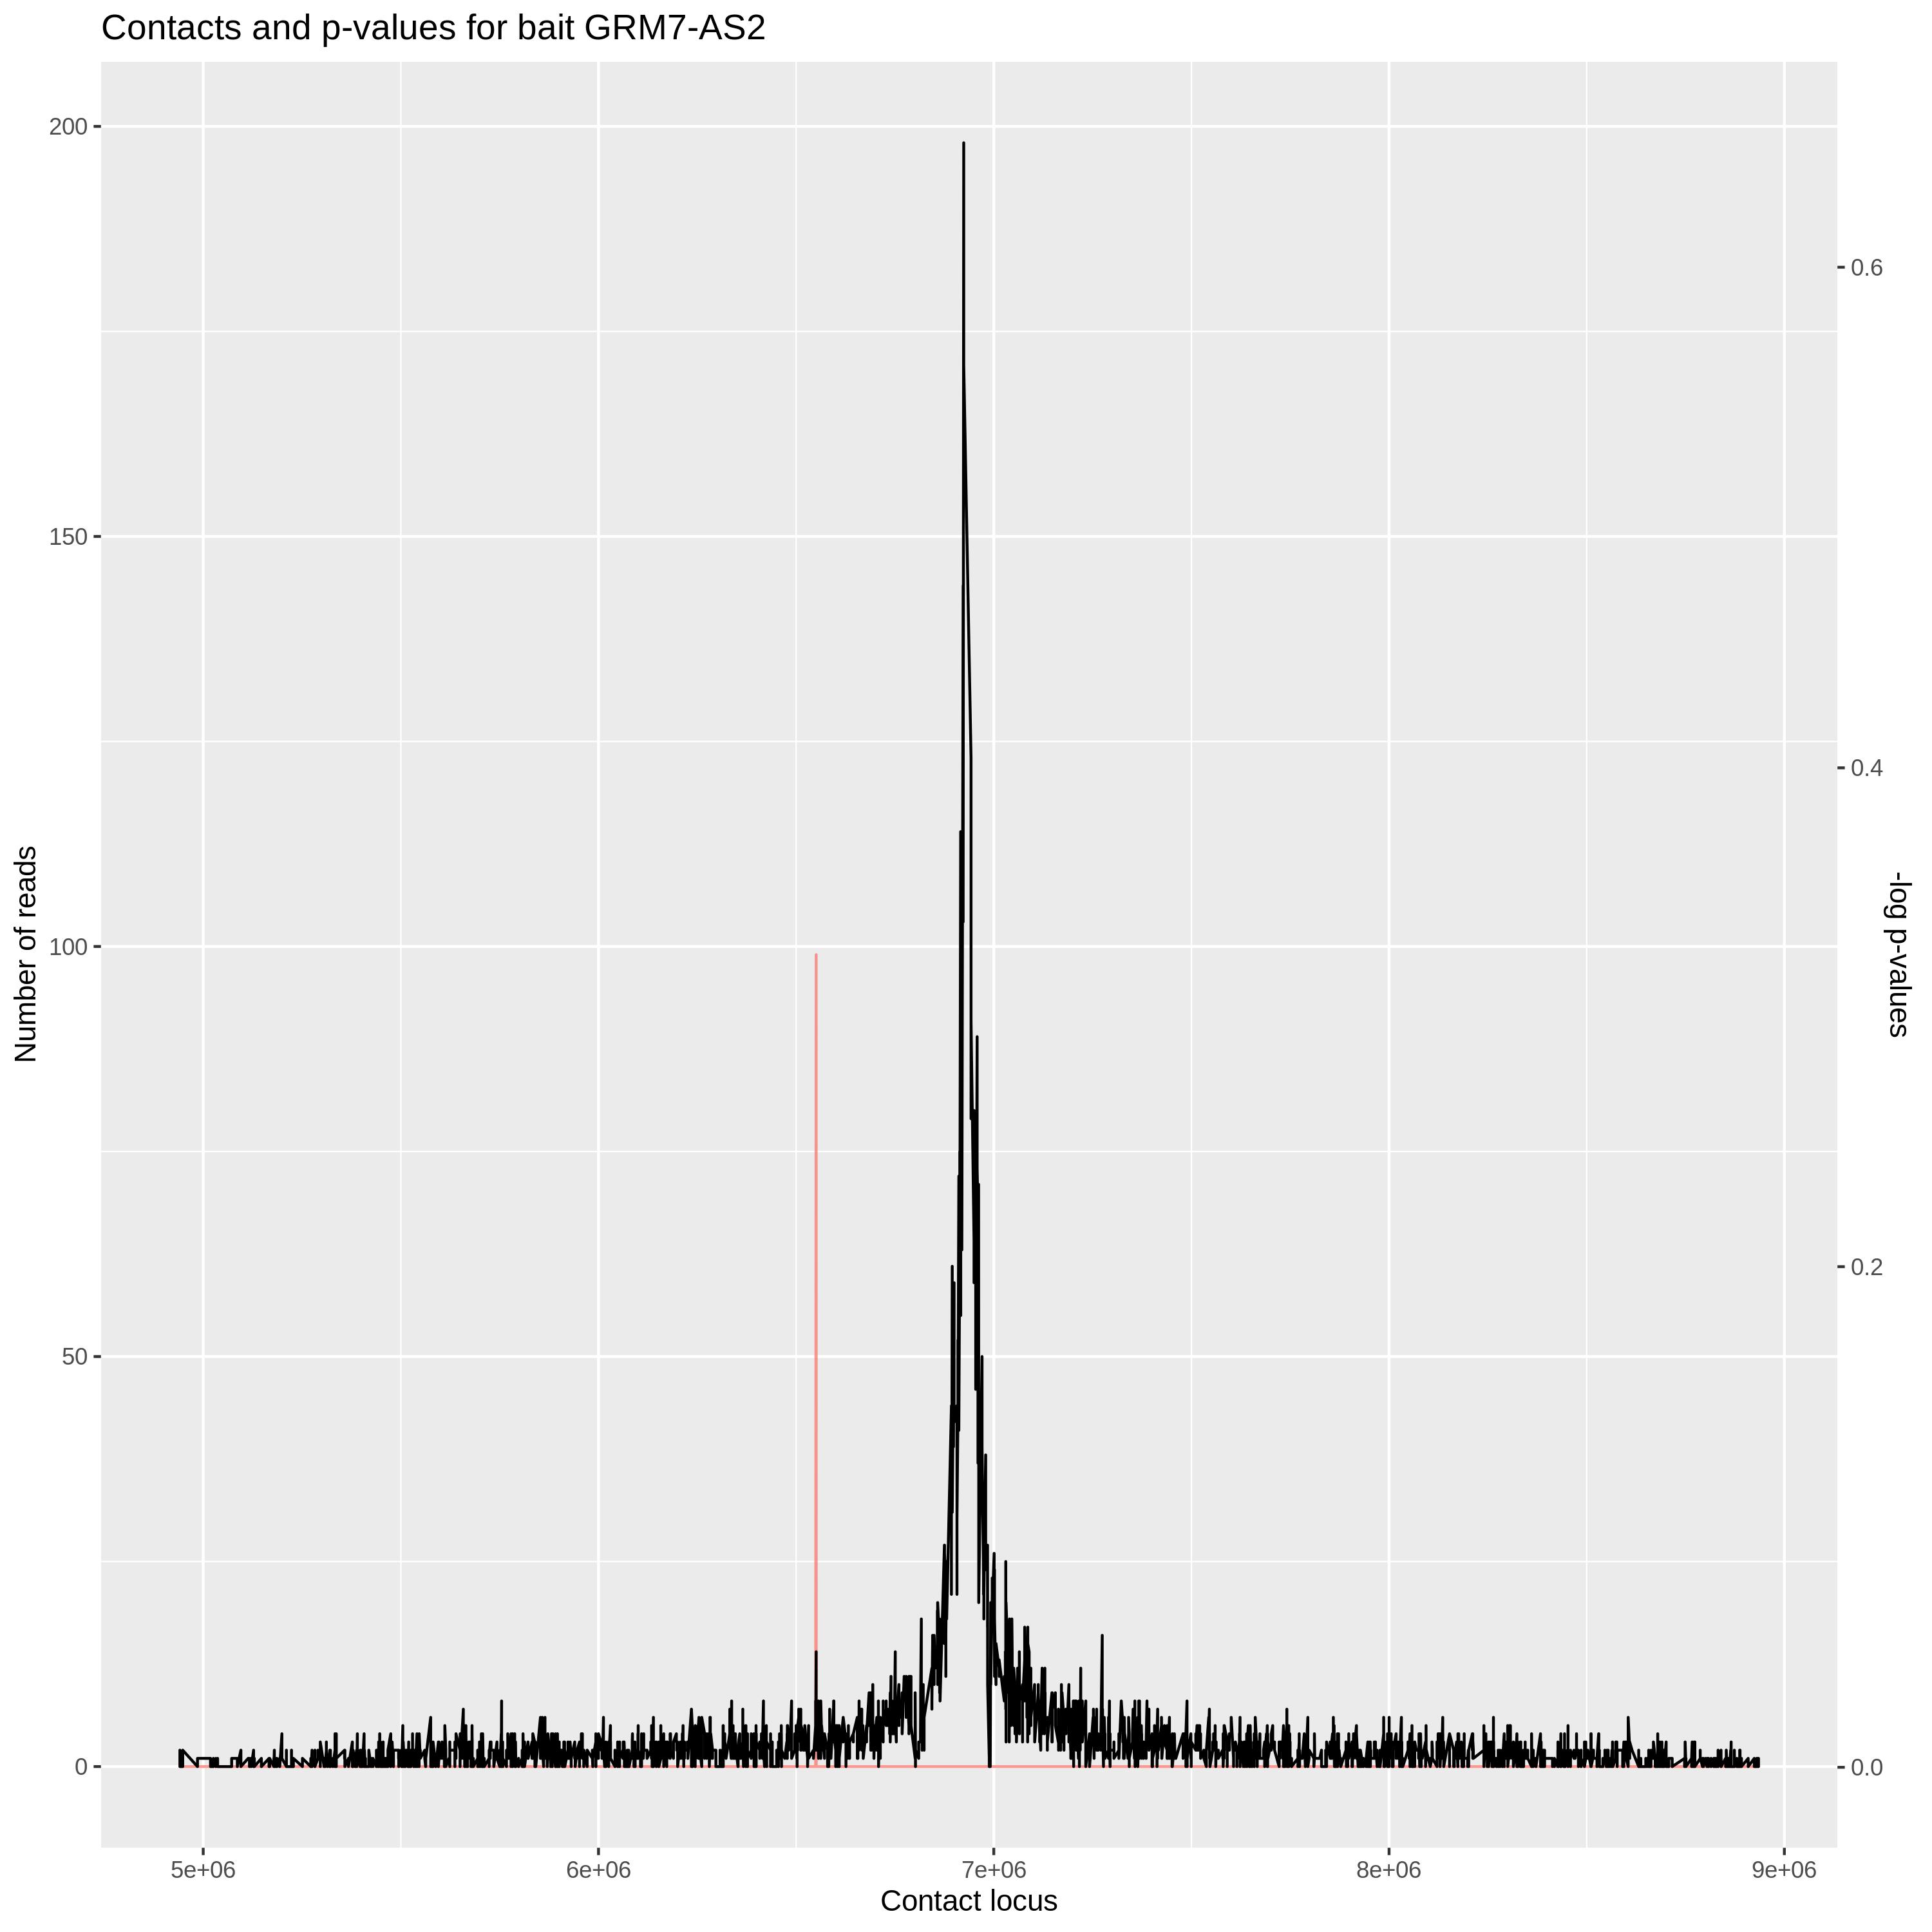 Contacts and p-values for bait GRM7-AS2
200
150
100
50
0
Number of reads
0.6
0.4
0.2
0.0
-log p-values
5e+06
6e+06
7e+06
8e+06
9e+06
Contact locus